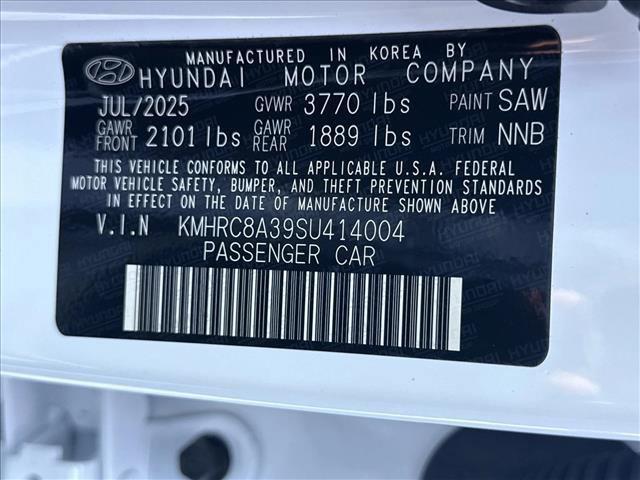 MANUFACTURED IN KOREA BY
HYUNDAI MOTOR COMPANY
JUL/2025 GVWR 3770 lbs PAINT SAW
GAWR FRONT 2101 lbs GAWR REAR 1889 lbs TRIM NNB
THIS VEHICLE CONFORMS TO ALL APPLICABLE U.S.A. FEDERAL
MOTOR VEHICLE SAFETY, BUMPER, AND THEFT PREVENTION STANDARDS
IN EFFECT ON THE DATE OF MANUFACTURE SHOWN ABOVE
V.I.N KMHRC8A39SU414004
PASSENGER CAR